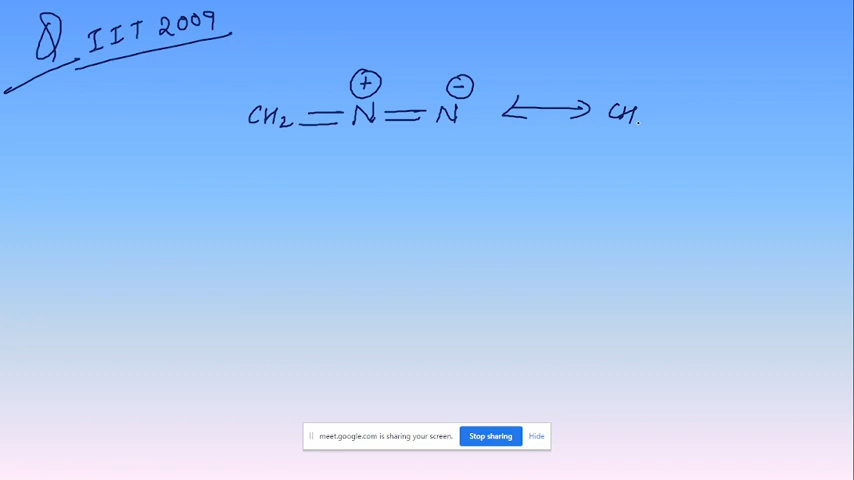 Q IIT 2009
CH₂=N⊕=N⊖ ⟷ CH
meet.google.com is sharing your screen. Stop sharing Hide